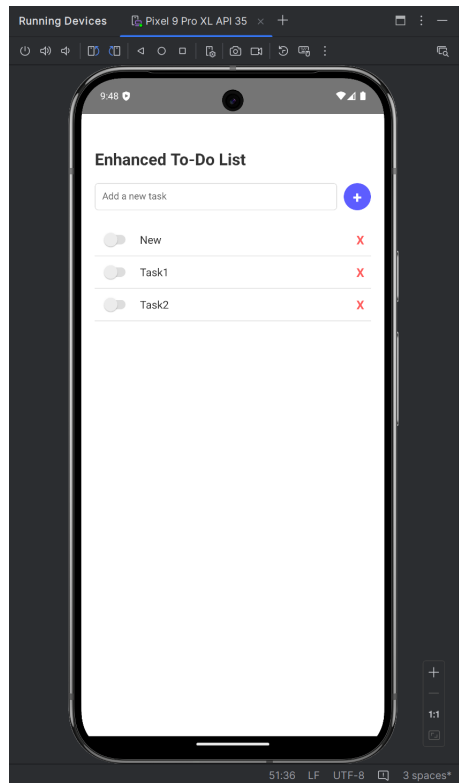 Running Devices Pixel 9 Pro XL API 35
9:48
Enhanced To-Do List
Add a new task
+
New X
Task1 X
Task2 X
1:1
51:36 LF UTF-8 3 spaces*